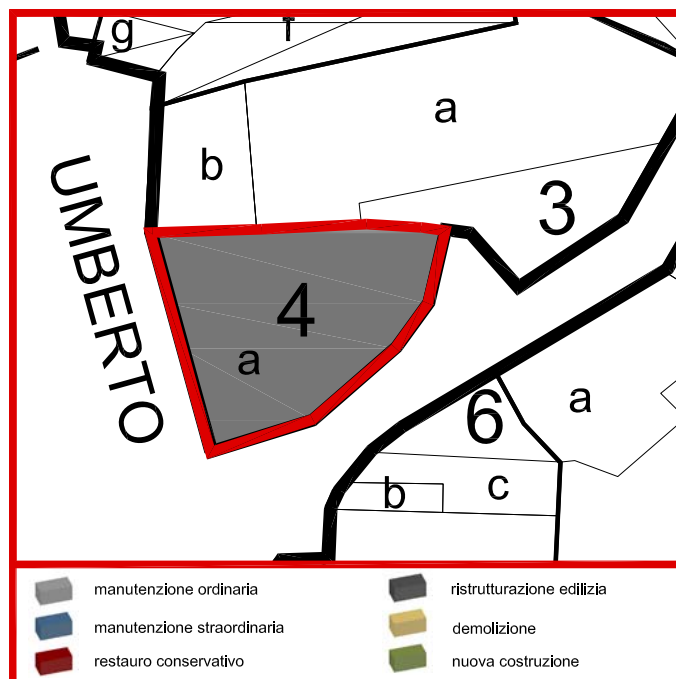 g
a
b
3
UMBERTO
4
a
6
a
b
c
manutenzione ordinaria
manutenzione straordinaria
restauro conservativo
ristrutturazione edilizia
demolizione
nuova costruzione